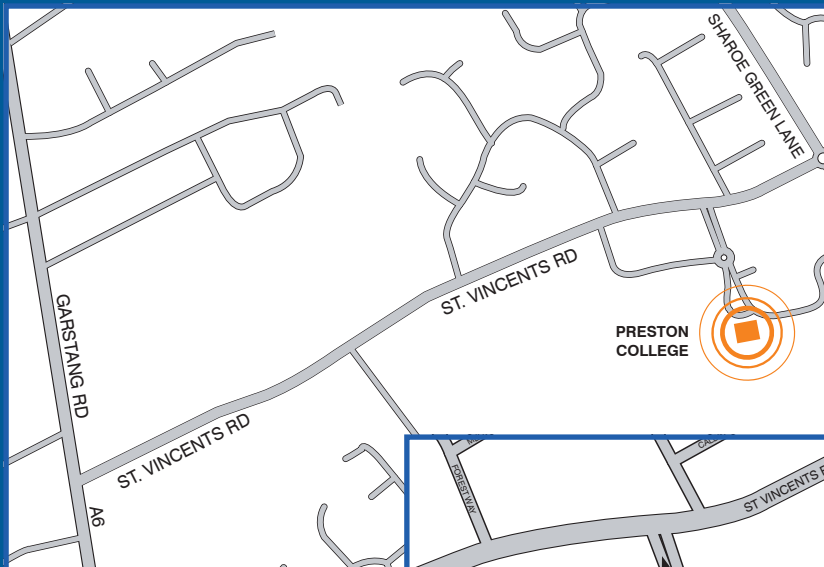 SHAROE GREEN LANE
ST. VINCENTS RD
GARSTANG RD
PRESTON
COLLEGE
ST. VINCENTS RD
A6
FOREST WAY
ST VINCENTS R